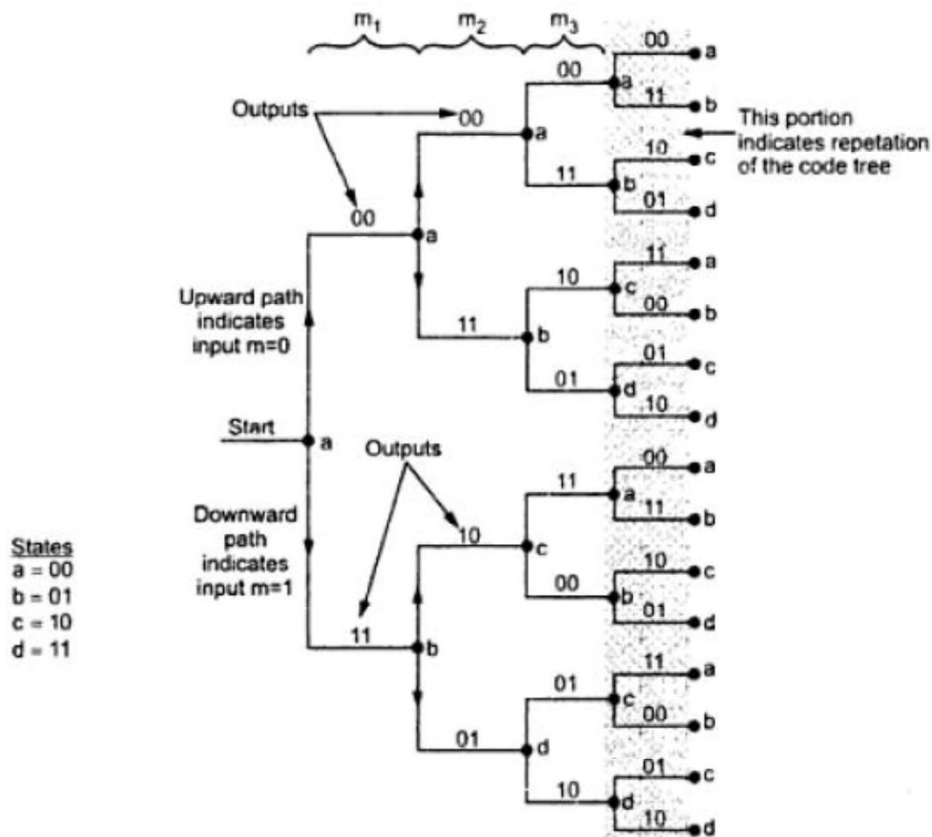 m1
m2
m3
00
a
00
a
11
b
Outputs
00
a
This portion
indicates repetation
of the code tree
10
c
11
b
01
d
00
a
11
a
10
c
00
b
Upward path
indicates
input m=0
11
b
01
c
01
d
10
d
Start
a
Outputs
00
a
11
a
11
b
Downward
path
indicates
input m=1
10
c
10
c
00
b
01
d
States
a = 00
b = 01
c = 10
d = 11
11
b
11
a
01
c
00
b
01
d
01
c
10
d
10
d